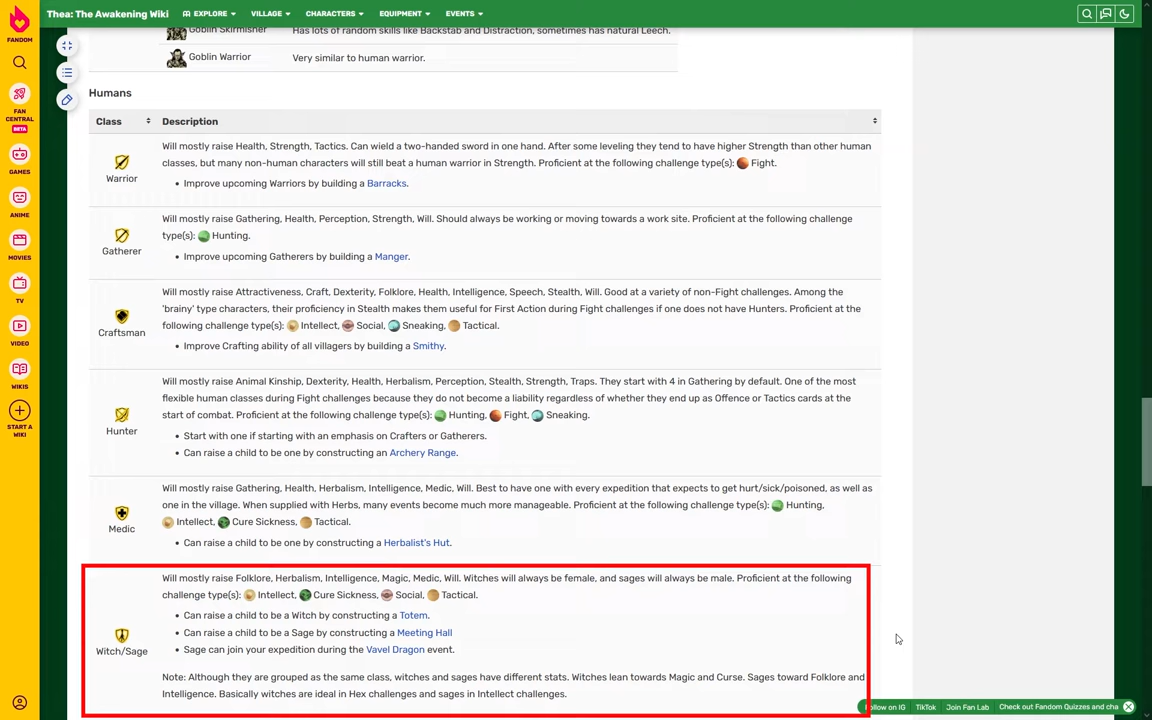 Thea: The Awakening Wiki
EXPLORE
VILLAGE
CHARACTERS
EQUIPMENT
EVENTS
FANDOM
FAN
CENTRAL
BETA
GAMES
ANIME
MOVIES
TV
VIDEO
WIKIS
START A
WIKI
Goblin Skirmisher Has lots of random skills like Backstab and Distraction, sometimes has natural Leech.
Goblin Warrior Very similar to human warrior.
Humans
Class Description
Warrior
Will mostly raise Health, Strength, Tactics. Can wield a two-handed sword in one hand. After some leveling they tend to have higher Strength than other human
classes, but many non-human characters will still beat a human warrior in Strength. Proficient at the following challenge type(s): Fight.
• Improve upcoming Warriors by building a Barracks.
Gatherer
Will mostly raise Gathering, Health, Perception, Strength, Will. Should always be working or moving towards a work site. Proficient at the following challenge
type(s): Hunting.
• Improve upcoming Gatherers by building a Manger.
Craftsman
Will mostly raise Attractiveness, Craft, Dexterity, Folklore, Health, Intelligence, Speech, Stealth, Will. Good at a variety of non-Fight challenges. Among the
'brainy' type characters, their proficiency in Stealth makes them useful for First Action during Fight challenges if one does not have Hunters. Proficient at the
following challenge type(s): Intellect, Social, Sneaking, Tactical.
• Improve Crafting ability of all villagers by building a Smithy.
Hunter
Will mostly raise Animal Kinship, Dexterity, Health, Herbalism, Perception, Stealth, Strength, Traps. They start with 4 in Gathering by default. One of the most
flexible human classes during Fight challenges because they do not become a liability regardless of whether they end up as Offence or Tactics cards at the
start of combat. Proficient at the following challenge type(s): Hunting, Fight, Sneaking.
• Start with one if starting with an emphasis on Crafters or Gatherers.
• Can raise a child to be one by constructing an Archery Range.
Medic
Will mostly raise Gathering, Health, Herbalism, Intelligence, Medic, Will. Best to have one with every expedition that expects to get hurt/sick/poisoned, as well as
one in the village. When supplied with Herbs, many events become much more manageable. Proficient at the following challenge type(s): Hunting,
Intellect, Cure Sickness, Tactical.
• Can raise a child to be one by constructing a Herbalist's Hut.
Witch/Sage
Will mostly raise Folklore, Herbalism, Intelligence, Magic, Medic, Will. Witches will always be female, and sages will always be male. Proficient at the following
challenge type(s): Intellect, Cure Sickness, Social, Tactical.
• Can raise a child to be a Witch by constructing a Totem.
• Can raise a child to be a Sage by constructing a Meeting Hall
• Sage can join your expedition during the Vavel Dragon event.
Note: Although they are grouped as the same class, witches and sages have different stats. Witches lean towards Magic and Curse. Sages toward Folklore and
Intelligence. Basically witches are ideal in Hex challenges and sages in Intellect challenges.
Follow on IG TikTok Join Fan Lab Check out Fandom Quizzes and cha